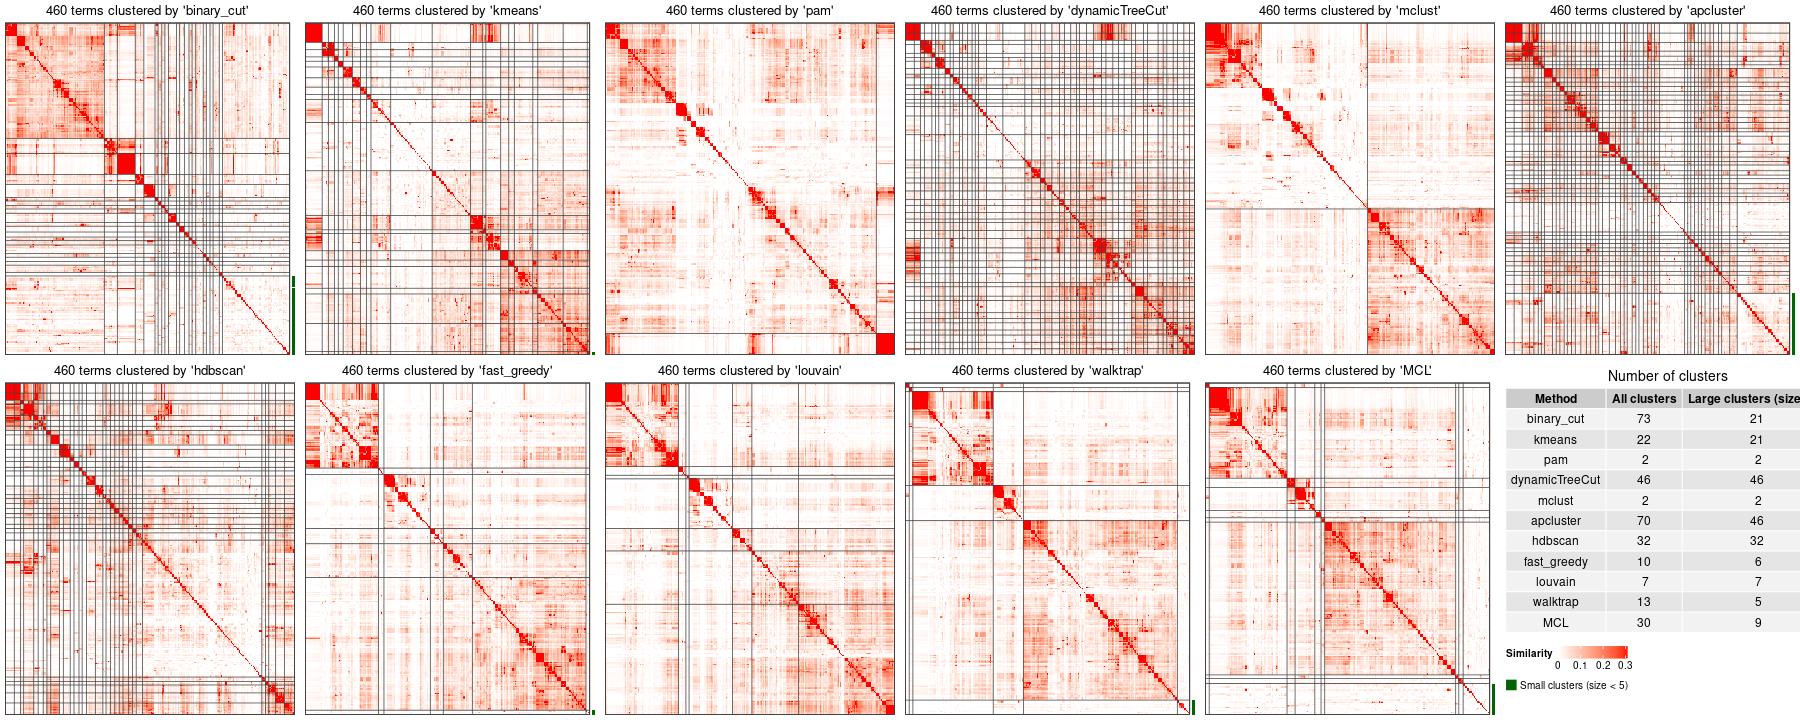 460 terms clustered by 'binary_cut'
460 terms clustered by 'kmeans'
460 terms clustered by 'pam'
460 terms clustered by 'dynamicTreeCut'
460 terms clustered by 'mclust'
460 terms clustered by 'apcluster'
460 terms clustered by 'hdbscan'
460 terms clustered by 'fast_greedy'
460 terms clustered by 'louvain'
460 terms clustered by 'walktrap'
460 terms clustered by 'MCL'
Number of clusters
Method All clusters Large clusters (size
binary_cut 73 21
kmeans 22 21
pam 2 2
dynamicTreeCut 46 46
mclust 2 2
apcluster 70 46
hdbscan 32 32
fast_greedy 10 6
louvain 7 7
walktrap 13 5
MCL 30 9
Similarity
0 0.1 0.2 0.3
Small clusters (size < 5)